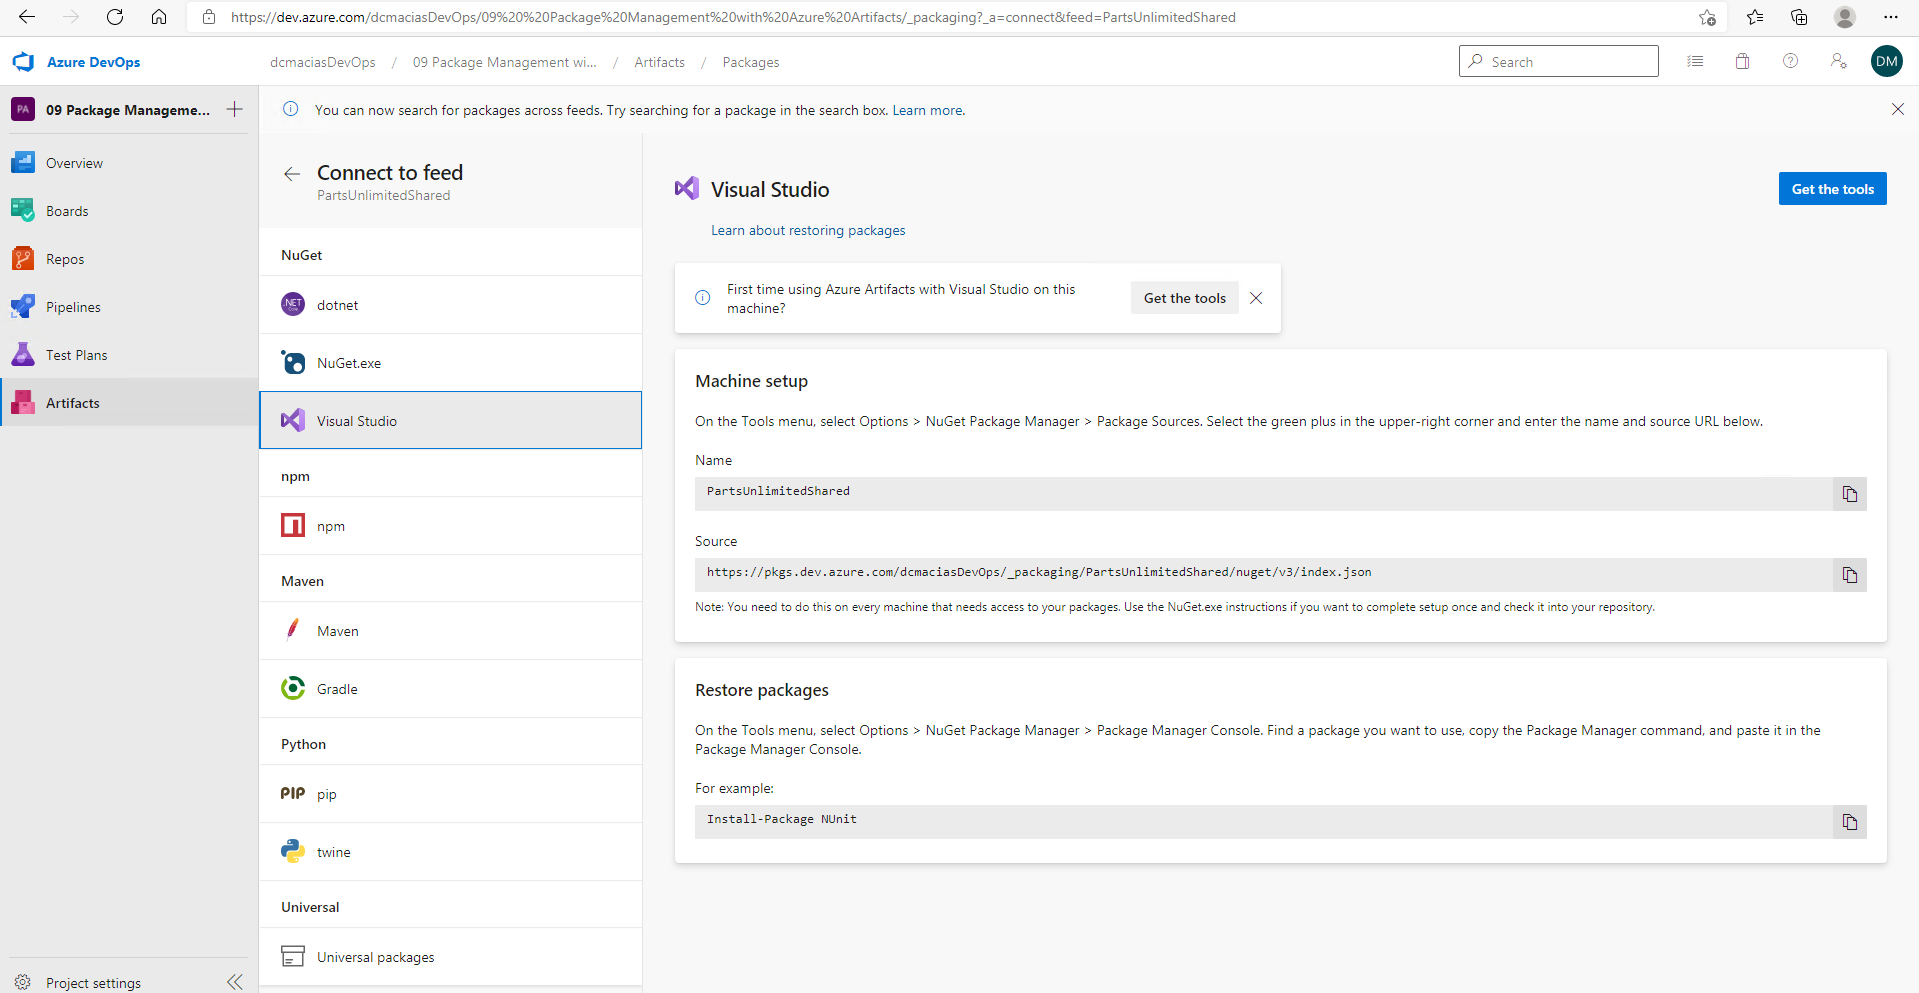 https://dev.azure.com/dcmaciasDevOps/09%20%20Package%20Management%20with%20Azure%20Artifacts/_packaging?_a=connect&feed=PartsUnlimitedShared
Azure DevOps
dcmaciasDevOps / 09 Package Management wi... / Artifacts / Packages
Search
DM
PA
09 Package Manageme...
Overview
Boards
Repos
Pipelines
Test Plans
Artifacts
Project settings
You can now search for packages across feeds. Try searching for a package in the search box. Learn more.
Connect to feed
PartsUnlimitedShared
NuGet
.NET
Core
dotnet
NuGet.exe
Visual Studio
npm
npm
Maven
Maven
Gradle
Python
PIP pip
twine
Universal
Universal packages
Visual Studio
Get the tools
Learn about restoring packages
First time using Azure Artifacts with Visual Studio on this
machine?
Get the tools
Machine setup
On the Tools menu, select Options > NuGet Package Manager > Package Sources. Select the green plus in the upper-right corner and enter the name and source URL below.
Name
PartsUnlimitedShared
Source
https://pkgs.dev.azure.com/dcmaciasDevOps/_packaging/PartsUnlimitedShared/nuget/v3/index.json
Note: You need to do this on every machine that needs access to your packages. Use the NuGet.exe instructions if you want to complete setup once and check it into your repository.
Restore packages
On the Tools menu, select Options > NuGet Package Manager > Package Manager Console. Find a package you want to use, copy the Package Manager command, and paste it in the
Package Manager Console.
For example:
Install-Package NUnit